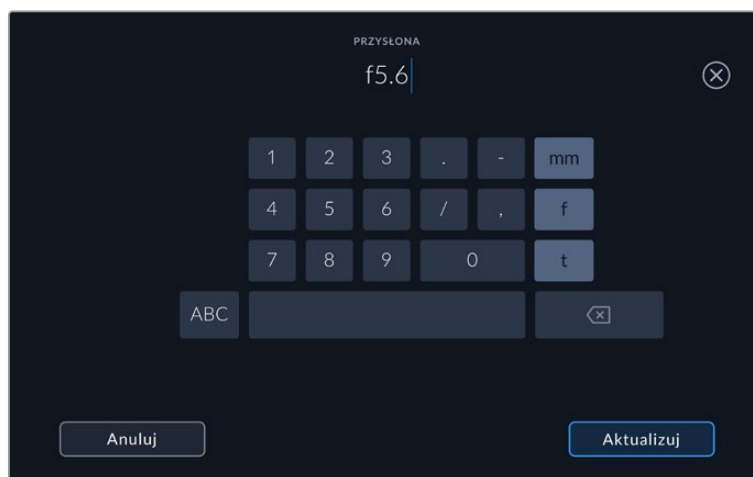 PRZYSŁONA
f5.6
1 2 3 . - mm
4 5 6 / , f
7 8 9 0 t
ABC
Anuluj Aktualizuj